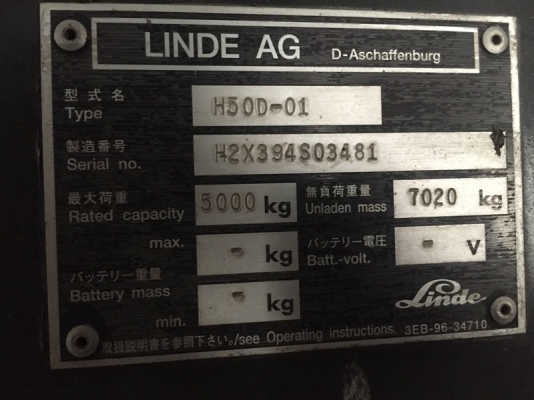 LINDE AG D-Aschaffenburg
型式名
Type H50D-01
製造番号
Serial no. H2X394S03481
最大荷重
Rated capacity 5000 kg
無負荷重量
Unladen mass 7020 kg
max. - kg
バッテリー電圧
Batt.-volt. - V
バッテリー重量
Battery mass
min. - kg
Linde
取扱説明書を参照下さい。/see Operating instructions. 3EB-96-34710